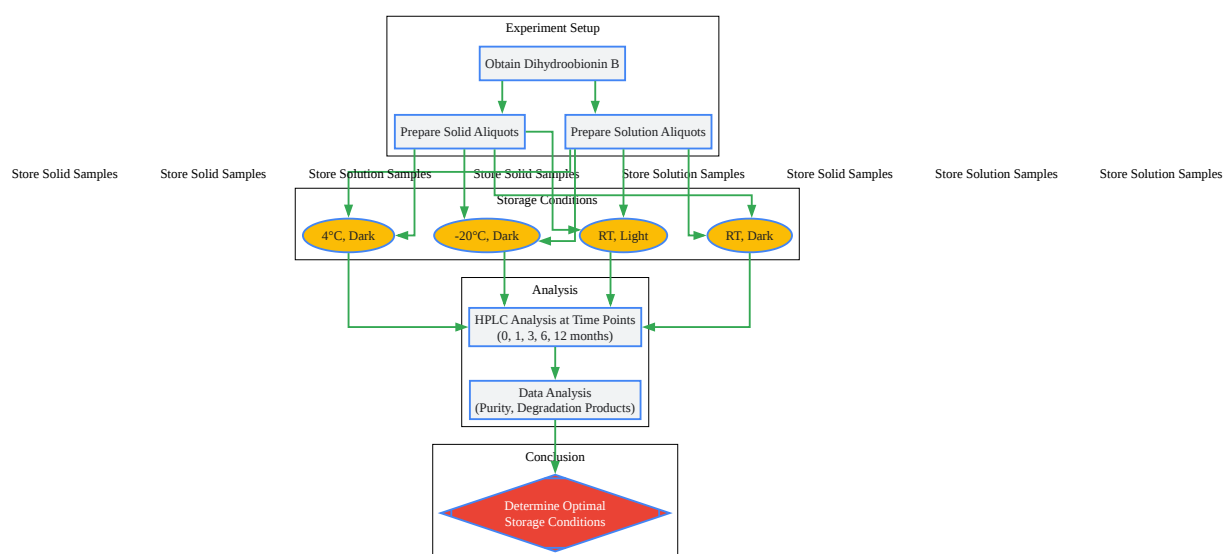 Experiment Setup
Obtain Dihydroobionin B
Prepare Solid Aliquots
Prepare Solution Aliquots
Store Solid Samples
Store Solid Samples
Store Solution Samples
Store Solid Samples
Store Solution Samples
Store Solid Samples
Store Solution Samples
Store Solution Samples
Storage Conditions
4°C, Dark
-20°C, Dark
RT, Light
RT, Dark
Analysis
HPLC Analysis at Time Points
(0, 1, 3, 6, 12 months)
Data Analysis
(Purity, Degradation Products)
Conclusion
Determine Optimal
Storage Conditions